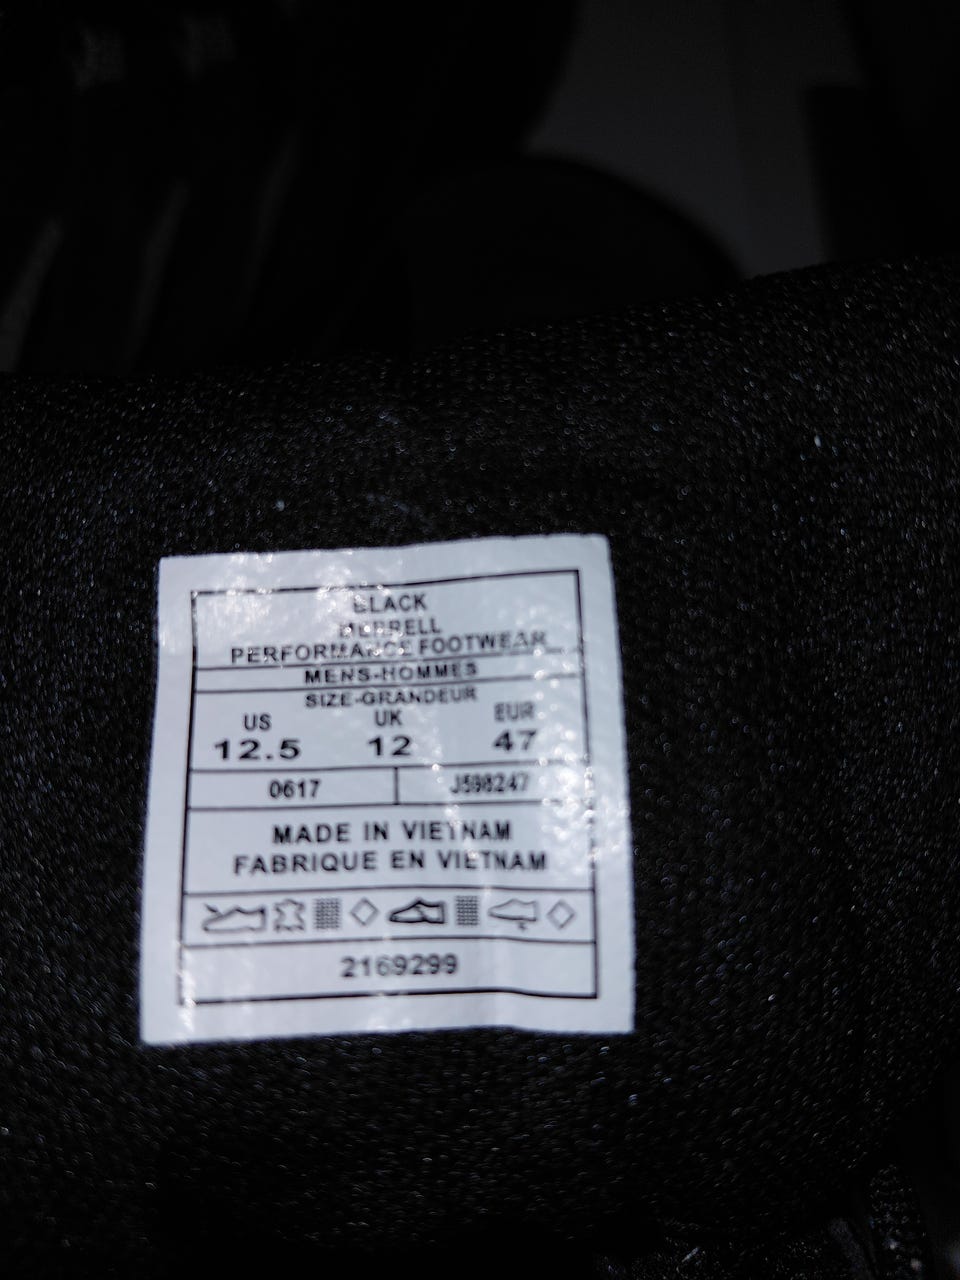 BLACK
MERRELL
PERFORMANCE FOOTWEAR
MENS-HOMMES
SIZE-GRANDEUR
US UK EUR
12.5 12 47
0617 J598247
MADE IN VIETNAM
FABRIQUE EN VIETNAM
2169299